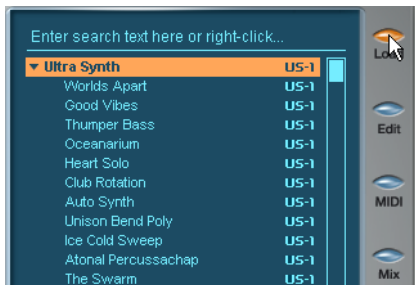 Enter search text here or right-click...
Load
Ultra Synth US-1
Worlds Apart US-1
Good Vibes US-1
Thumper Bass US-1
Edit
Oceanarium US-1
Heart Solo US-1
Club Rotation US-1
Auto Synth US-1
MIDI
Unison Bend Poly US-1
Ice Cold Sweep US-1
Atonal Percussachap US-1
The Swarm US-1
Mix